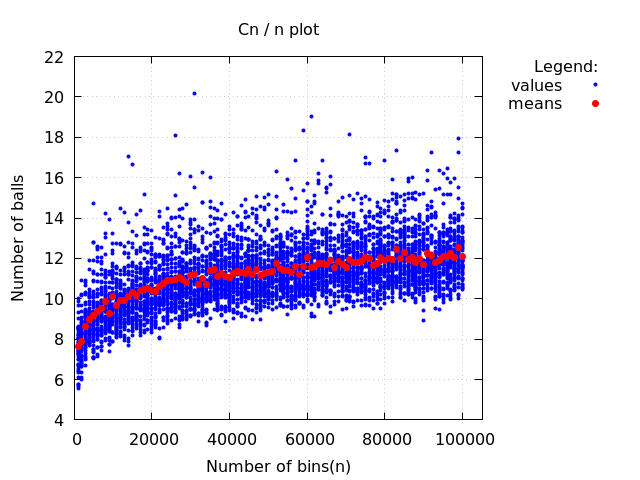 Cn / n plot
Legend:
values
means
Number of balls
22
20
18
16
14
12
10
8
6
4
0 20000 40000 60000 80000 100000
Number of bins(n)